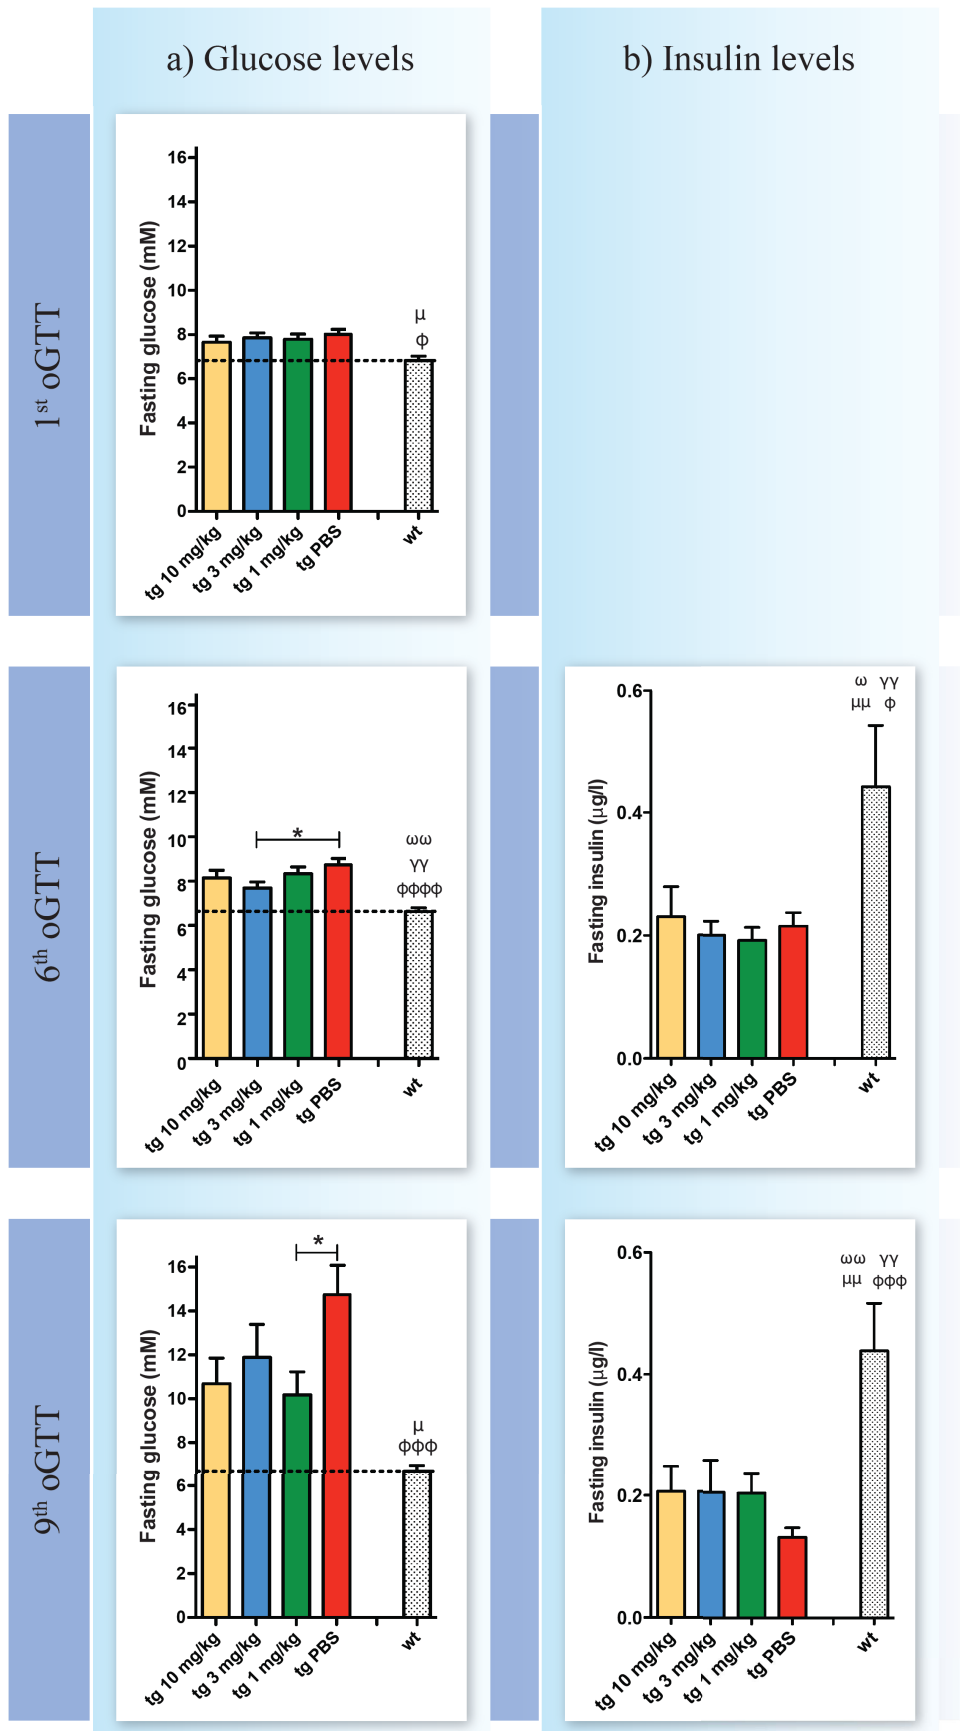 a) Glucose levels
b) Insulin levels
1st oGTT
Fasting glucose (mM)
16
14
12
10
8
6
4
2
0
μ
ϕ
tg 10 mg/kg
tg 3 mg/kg
tg 1 mg/kg
tg PBS
wt
6th oGTT
Fasting glucose (mM)
16
14
12
10
8
6
4
2
0
*
ωω
γγ
ϕϕϕϕ
tg 10 mg/kg
tg 3 mg/kg
tg 1 mg/kg
tg PBS
wt
Fasting insulin (μg/l)
0.6
0.4
0.2
0.0
ω γγ
μμ ϕ
tg 10 mg/kg
tg 3 mg/kg
tg 1 mg/kg
tg PBS
wt
9th oGTT
Fasting glucose (mM)
16
14
12
10
8
6
4
2
0
*
μ
ϕϕϕ
tg 10 mg/kg
tg 3 mg/kg
tg 1 mg/kg
tg PBS
wt
Fasting insulin (μg/l)
0.6
0.4
0.2
0.0
ωω γγ
μμ ϕϕϕ
tg 10 mg/kg
tg 3 mg/kg
tg 1 mg/kg
tg PBS
wt